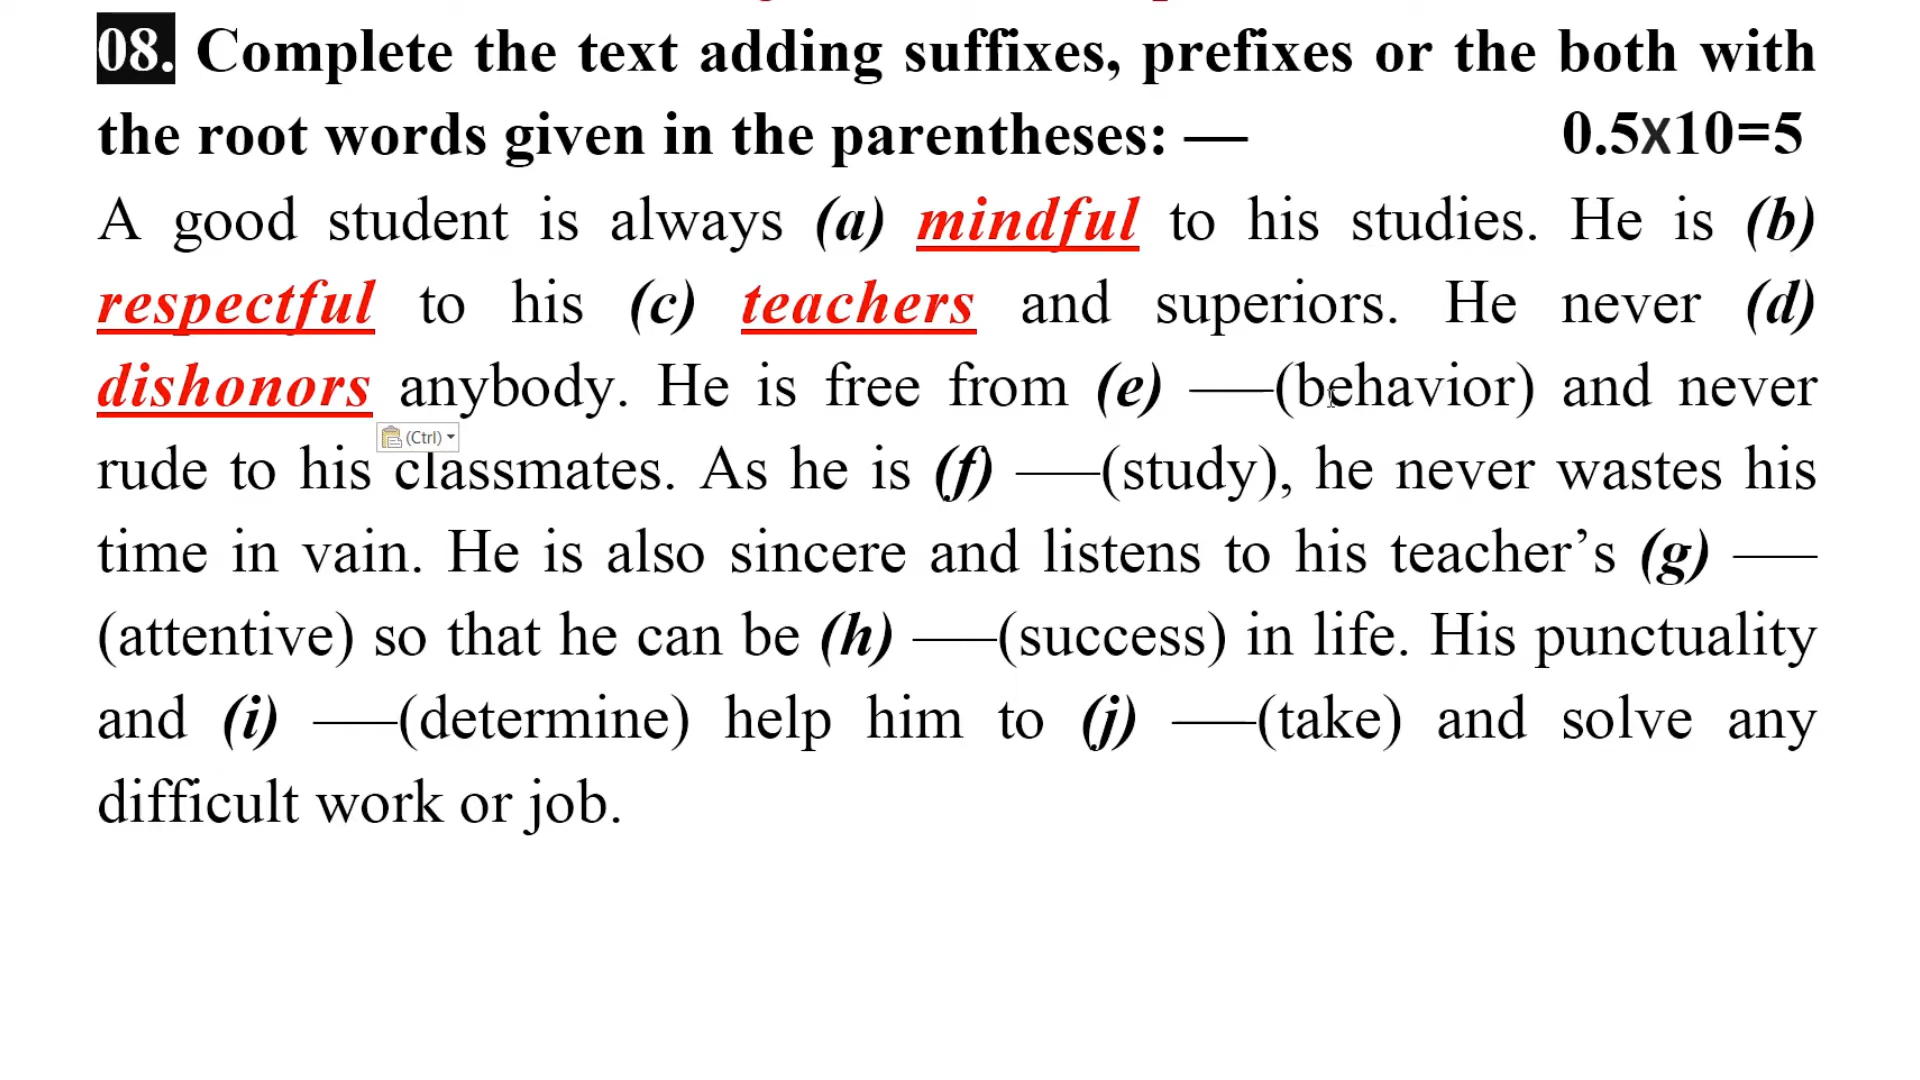 08. Complete the text adding suffixes, prefixes or the both with
the root words given in the parentheses: — 0.5X10=5
A good student is always (a) mindful to his studies. He is (b)
respectful to his (c) teachers and superiors. He never (d)
dishonors anybody. He is free from (e) ——(behavior) and never
(Ctrl)
rude to his classmates. As he is (f) ——(study), he never wastes his
time in vain. He is also sincere and listens to his teacher’s (g) ——
(attentive) so that he can be (h) ——(success) in life. His punctuality
and (i) ——(determine) help him to (j) ——(take) and solve any
difficult work or job.